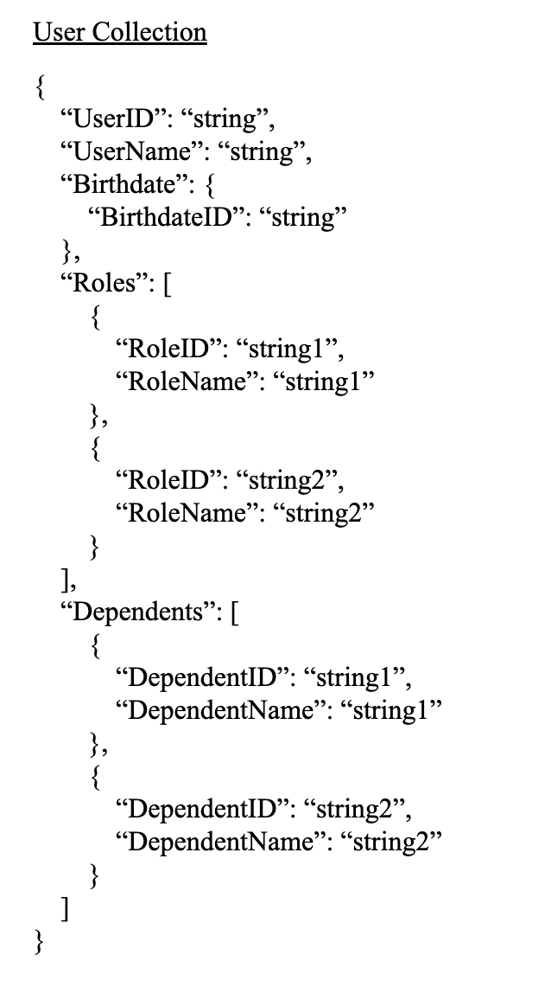 User Collection
{
“UserID”: “string”,
“UserName”: “string”,
“Birthdate”: {
“BirthdateID”: “string”
},
“Roles”: [
{
“RoleID”: “string1”,
“RoleName”: “string1”
},
{
“RoleID”: “string2”,
“RoleName”: “string2”
}
],
“Dependents”: [
{
“DependentID”: “string1”,
“DependentName”: “string1”
},
{
“DependentID”: “string2”,
“DependentName”: “string2”
}
]
}